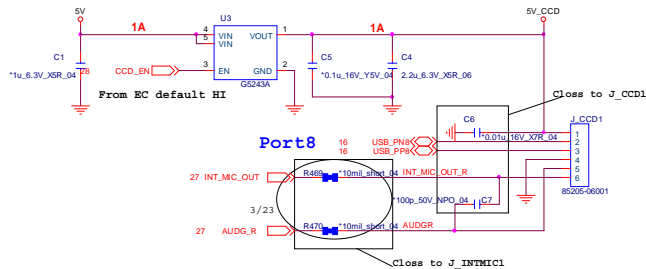 5V
1A
U3
1A
5V_CCD
4
VIN
VOUT
1
5
VIN
C1
*1u_6.3V_X5R_04
28
CCD_EN
3
EN
GND
2
G5243A
C5
*0.1u_16V_Y5V_04
C4
2.2u_6.3V_X5R_06
From EC default HI
Closs to J_CCD1
Port8
C6
*0.01u_16V_X7R_04
J_CCD1
16
USB_PN8
16
USB_PP8
1
2
3
4
5
6
85205-06001
27
INT_MIC_OUT
R469
*10mil_short_04
INT_MIC_OUT_R
*100p_50V_NPO_04
C7
3/23
27
AUDG_R
R470
*10mil_short_04
AUDGR
Closs to J_INTMIC1